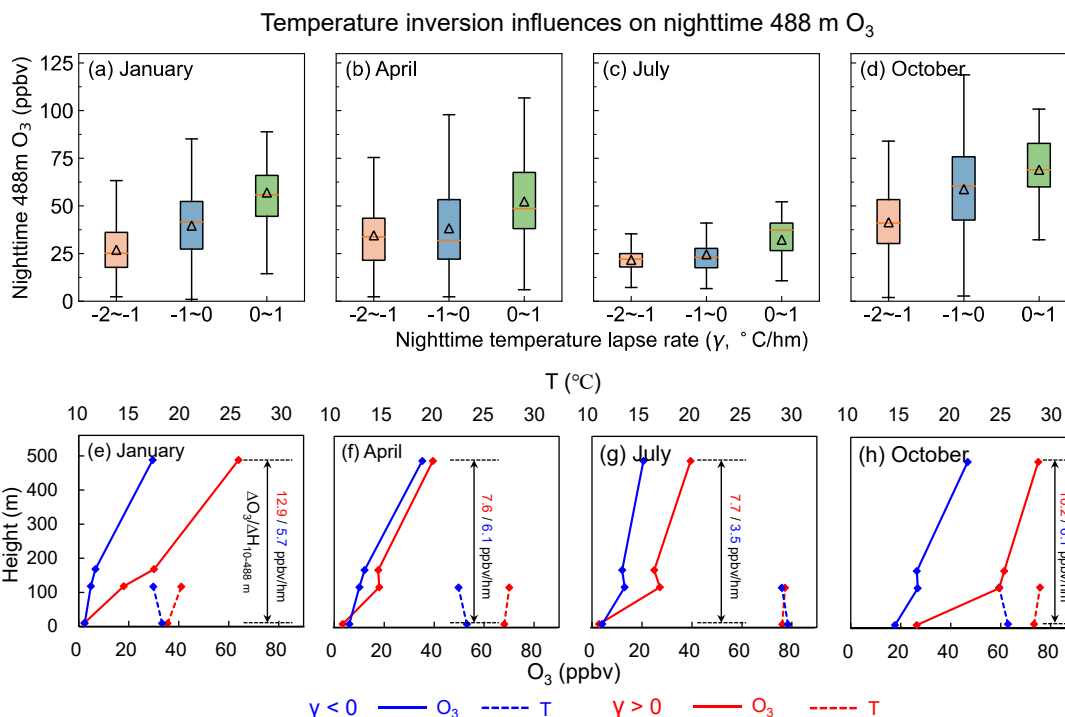 Temperature inversion influences on nighttime 488 m O₃
(a) January
(b) April
(c) July
(d) October
Nighttime 488m O₃ (ppbv)
125
100
75
50
25
0
-2~-1 -1~0 0~1
-2~-1 -1~0 0~1
-2~-1 -1~0 0~1
-2~-1 -1~0 0~1
Nighttime temperature lapse rate (γ, °C/hm)
T (℃)
10 15 20 25 30
10 15 20 25 30
10 15 20 25 30
10 15 20 25 30
(e) January
(f) April
(g) July
(h) October
Height (m)
500
400
300
200
100
0
ΔO₃/ΔH₁₀₋₄₈₈ ₘ
12.9 / 5.7 ppbv/hm
7.6 / 6.1 ppbv/hm
7.7 / 3.5 ppbv/hm
0 20 40 60 80
0 20 40 60 80
0 20 40 60 80
0 20 40 60 80
O₃ (ppbv)
γ < 0 O₃ T γ > 0 O₃ T